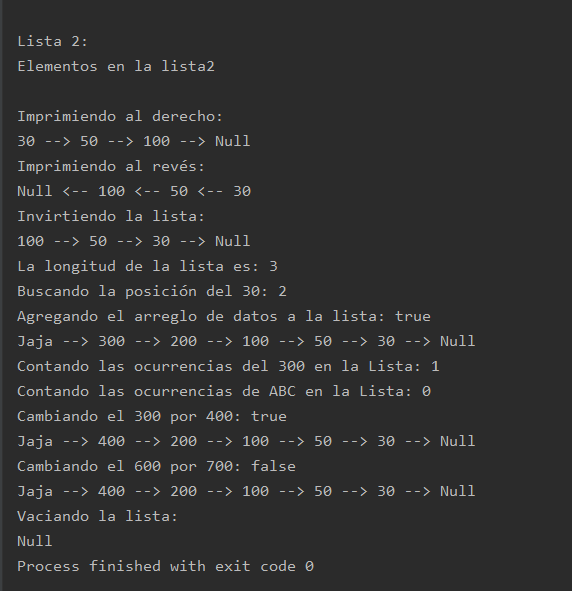 Lista 2:
Elementos en la lista2
Imprimiendo al derecho:
30 --> 50 --> 100 --> Null
Imprimiendo al revés:
Null <-- 100 <-- 50 <-- 30
Invirtiendo la lista:
100 --> 50 --> 30 --> Null
La longitud de la lista es: 3
Buscando la posición del 30: 2
Agregando el arreglo de datos a la lista: true
Jaja --> 300 --> 200 --> 100 --> 50 --> 30 --> Null
Contando las ocurrencias del 300 en la Lista: 1
Contando las ocurrencias de ABC en la Lista: 0
Cambiando el 300 por 400: true
Jaja --> 400 --> 200 --> 100 --> 50 --> 30 --> Null
Cambiando el 600 por 700: false
Jaja --> 400 --> 200 --> 100 --> 50 --> 30 --> Null
Vaciando la lista:
Null
Process finished with exit code 0